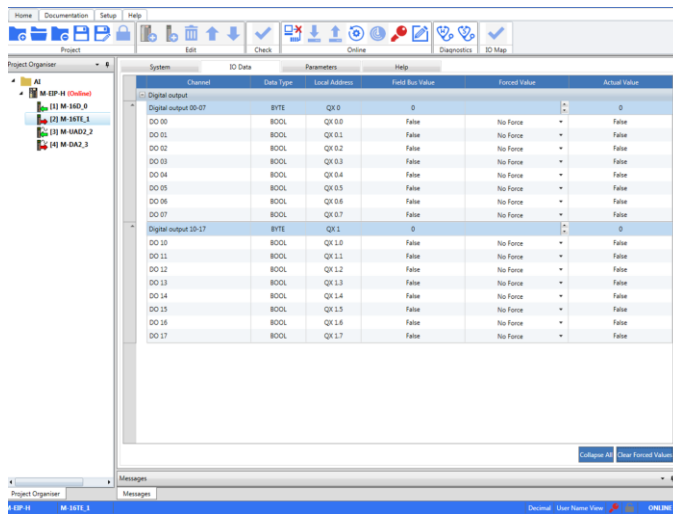 Home Documentation Setup Help
Project Edit Check Online Diagnostics IO Map
Project Organiser
System IO Data Parameters Help
AI
M-EIP-H (Online)
[1] M-16D_0
[2] M-16TE_1
[3] M-UAD2_2
[4] M-DA2_3
Channel Data Type Local Address Field Bus Value Forced Value Actual Value
Digital output
Digital output 00-07 BYTE QX 0 0 0
DO 00 BOOL QX 0.0 False No Force False
DO 01 BOOL QX 0.1 False No Force False
DO 02 BOOL QX 0.2 False No Force False
DO 03 BOOL QX 0.3 False No Force False
DO 04 BOOL QX 0.4 False No Force False
DO 05 BOOL QX 0.5 False No Force False
DO 06 BOOL QX 0.6 False No Force False
DO 07 BOOL QX 0.7 False No Force False
Digital output 10-17 BYTE QX 1 0 0
DO 10 BOOL QX 1.0 False No Force False
DO 11 BOOL QX 1.1 False No Force False
DO 12 BOOL QX 1.2 False No Force False
DO 13 BOOL QX 1.3 False No Force False
DO 14 BOOL QX 1.4 False No Force False
DO 15 BOOL QX 1.5 False No Force False
DO 16 BOOL QX 1.6 False No Force False
DO 17 BOOL QX 1.7 False No Force False
Collapse All Clear Forced Values
Messages
Project Organiser Messages
M-EIP-H M-16TE_1 Decimal User Name View ONLINE